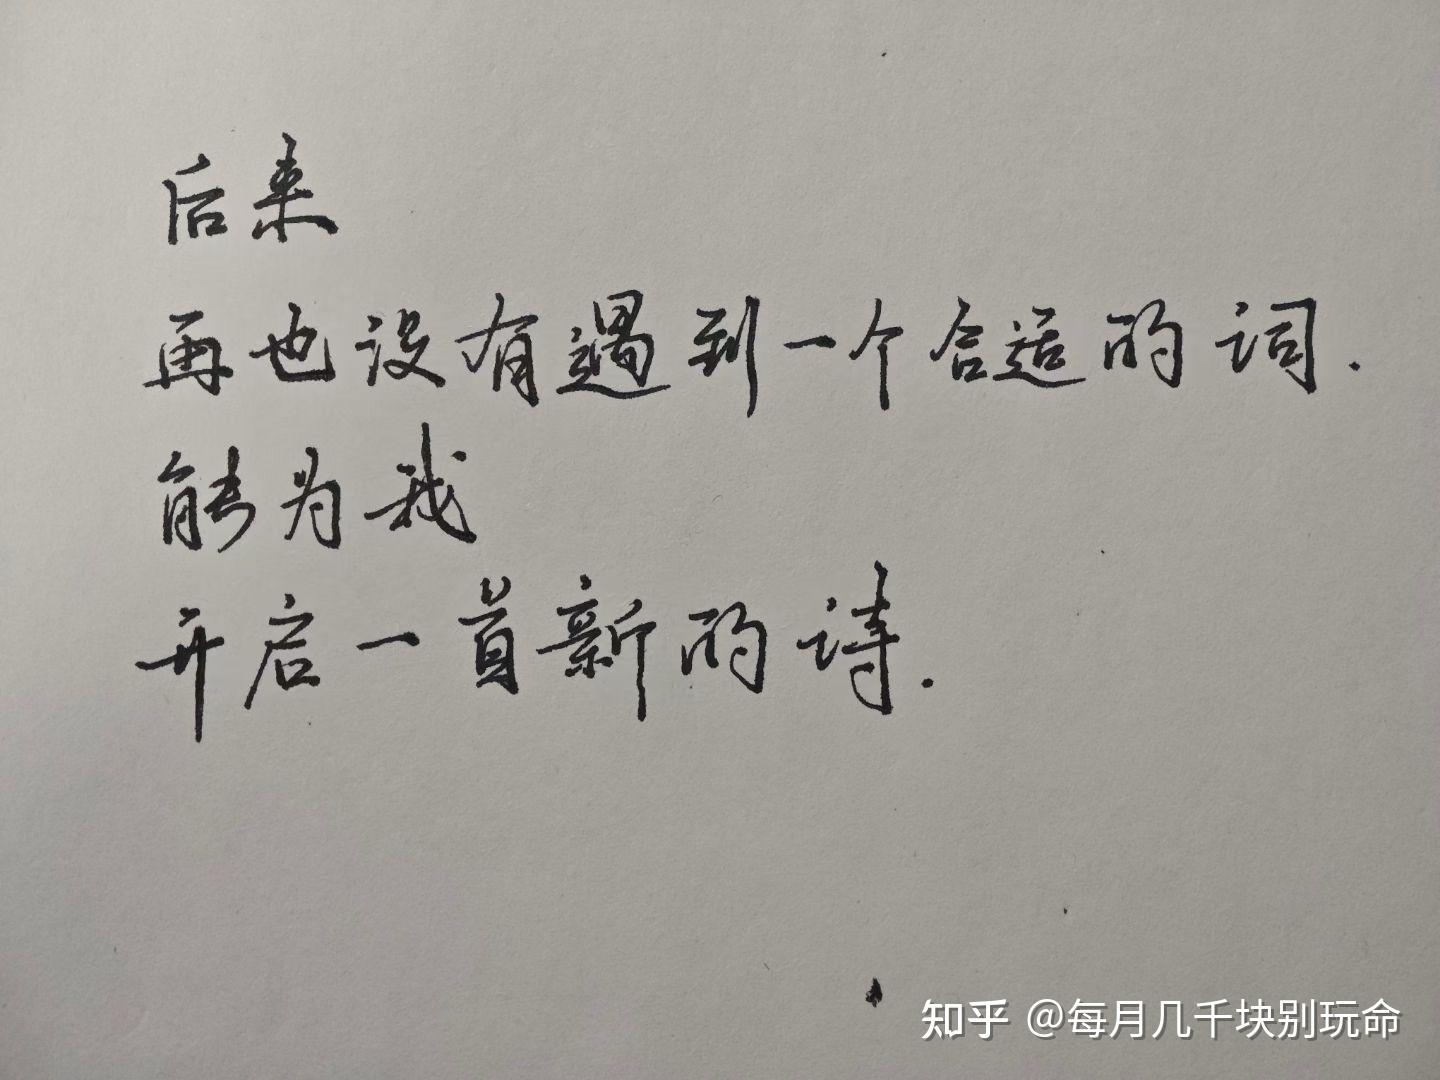 后来
再也没有遇到一个合适的词.
能为我
开启一首新的诗.
知乎 @每月几千块别玩命